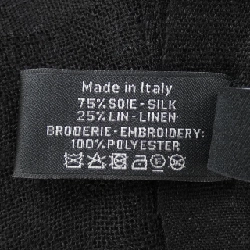 Made in Italy
75% SOIE - SILK
25% LIN - LINEN
BRODERIE - EMBROIDERY:
100% POLYESTER